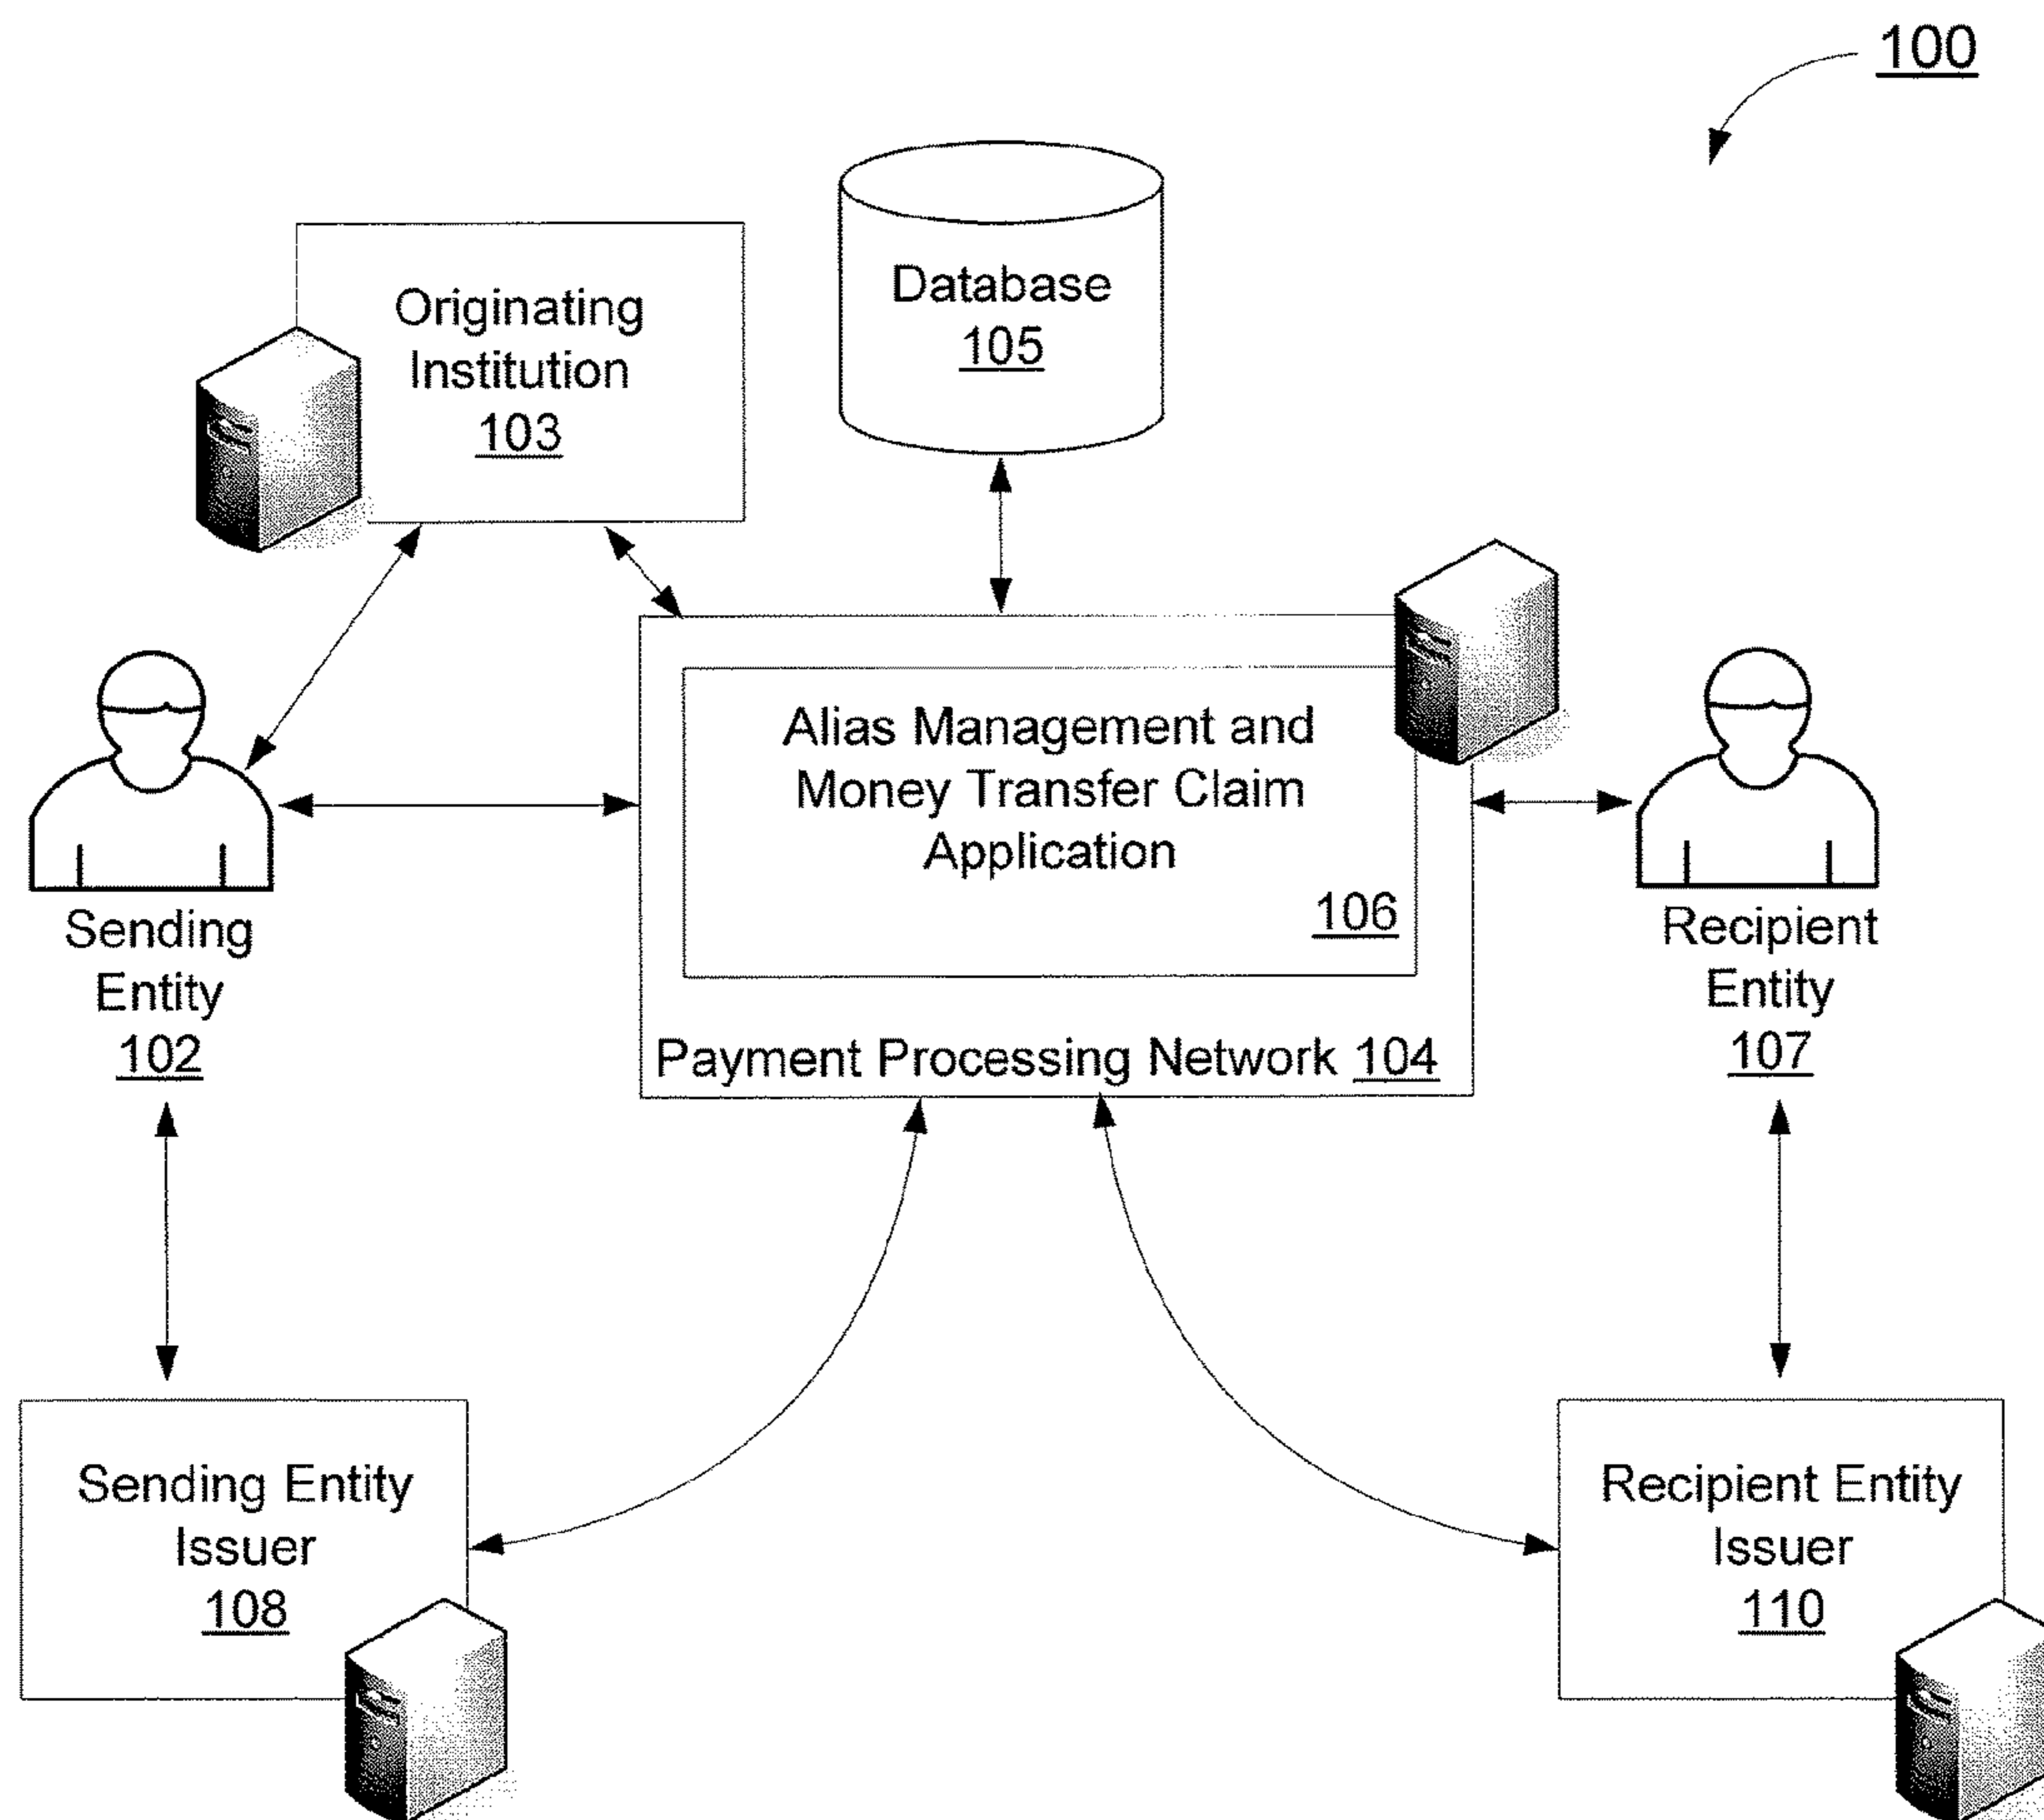 100
Originating
Institution
103
Database
105
Alias Management and
Money Transfer Claim
Application
106
Payment Processing Network 104
Sending
Entity
102
Recipient
Entity
107
Sending Entity
Issuer
108
Recipient Entity
Issuer
110